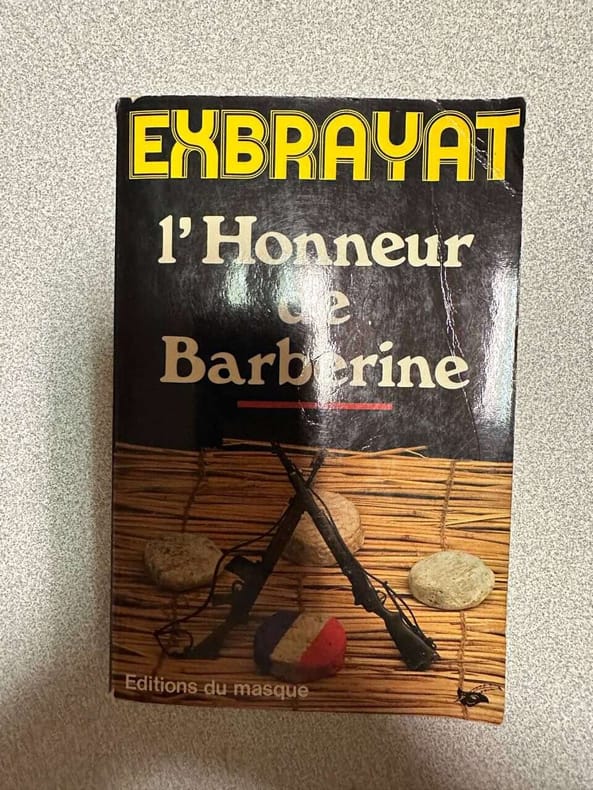 EXBRAYAT
l'Honneur
de
Barberine
Editions du masque